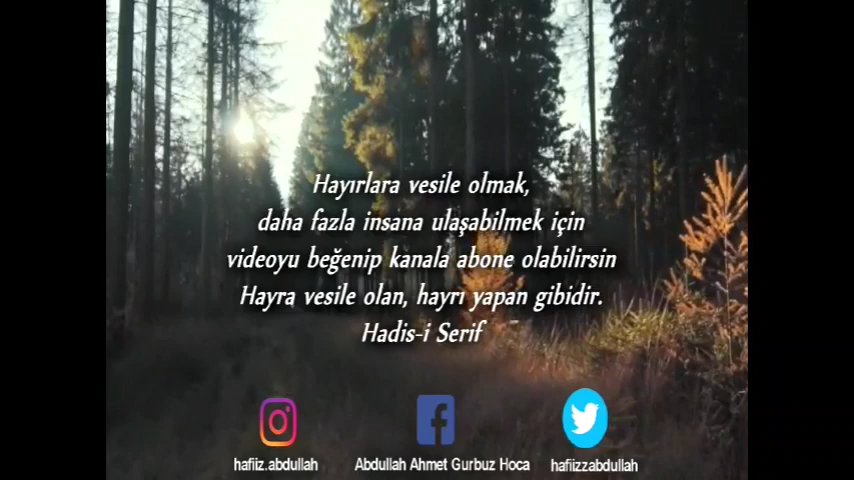 Hayırlara vesile olmak,
daha fazla insana ulaşabilmek için
videoyu beğenip kanala abone olabilirsin
Hayra vesile olan, hayrı yapan gibidir.
Hadis-i Serif
hafiiz.abdullah Abdullah Ahmet Gurbuz Hoca hafiizzabdullah